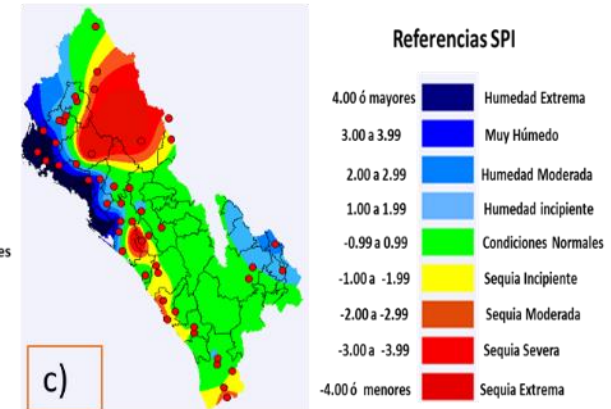 Referencias SPI
4.00 ó mayores Humedad Extrema
3.00 a 3.99 Muy Húmedo
2.00 a 2.99 Humedad Moderada
1.00 a 1.99 Humedad incipiente
-0.99 a 0.99 Condiciones Normales
es
-1.00 a -1.99 Sequia Incipiente
-2.00 a -2.99 Sequia Moderada
-3.00 a -3.99 Sequia Severa
-4.00 ó menores Sequia Extrema
c)